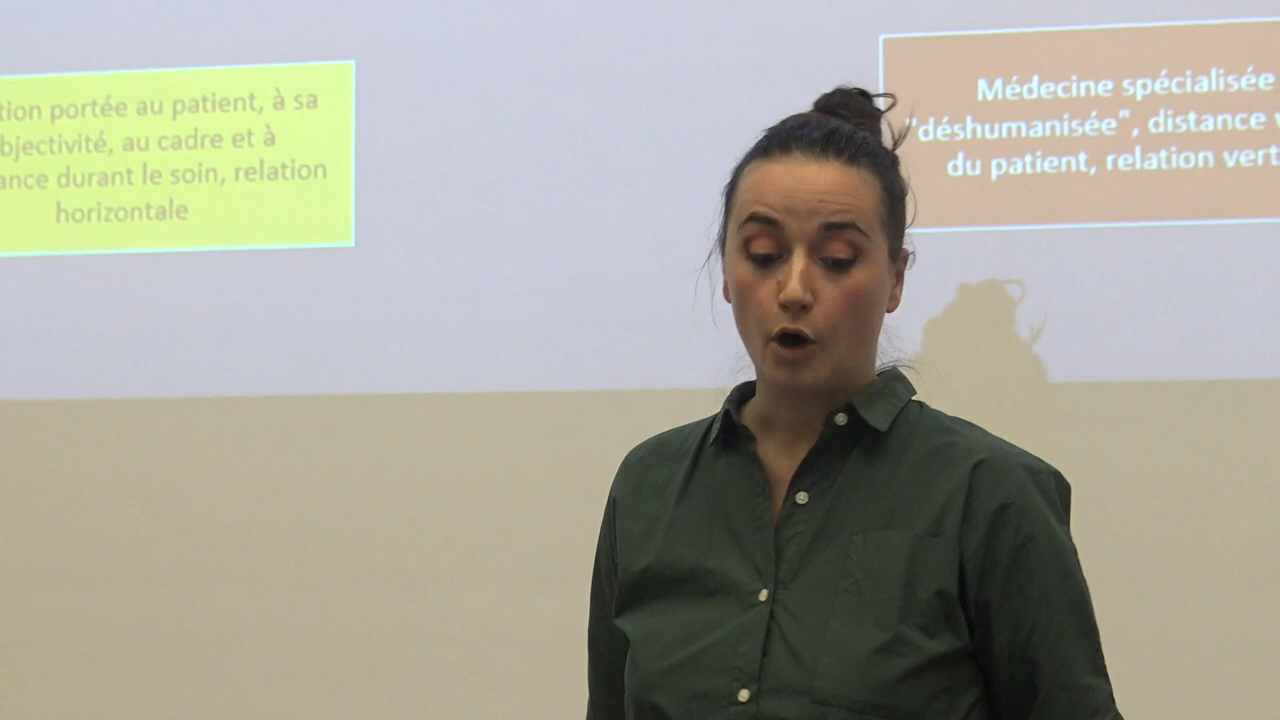 tion portée au patient, à sa
bjectivité, au cadre et à
ance durant le soin, relation
horizontale
Médecine spécialisée
"déshumanisée", distance v
du patient, relation vert